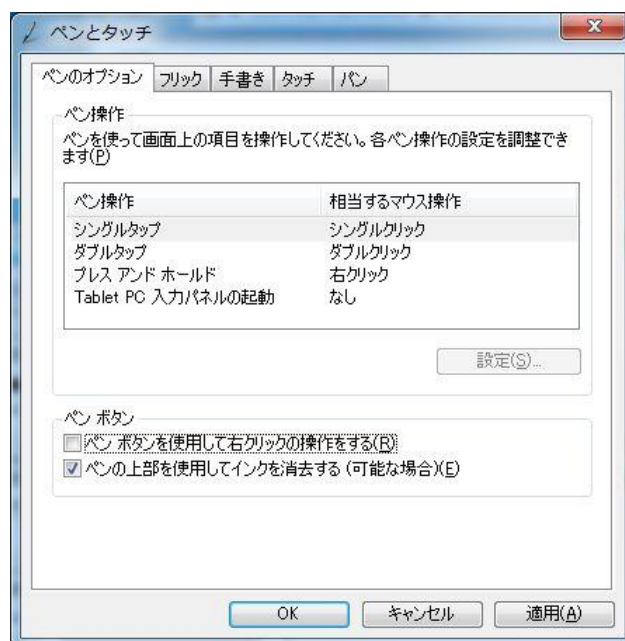 ペンとタッチ
ペンのオプション フリック 手書き タッチ パン
ペン操作
ペンを使って画面上の項目を操作してください。各ペン操作の設定を調整でき
ます(P)
ペン操作 相当するマウス操作
シングルタップ シングルクリック
ダブルタップ ダブルクリック
プレス アンド ホールド 右クリック
Tablet PC 入力パネルの起動 なし
設定(S)...
ペン ボタン
ペン ボタンを使用して右クリックの操作をする(R)
ペンの上部を使用してインクを消去する (可能な場合)(E)
OK キャンセル 適用(A)